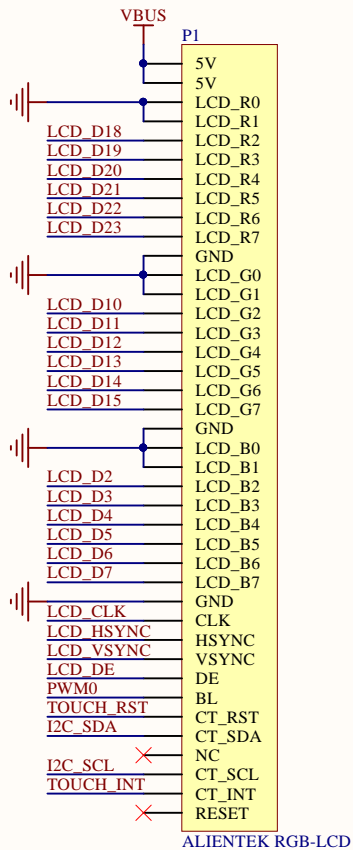 VBUS
P1
5V
5V
LCD_R0
LCD_R1
LCD_D18 LCD_R2
LCD_D19 LCD_R3
LCD_D20 LCD_R4
LCD_D21 LCD_R5
LCD_D22 LCD_R6
LCD_D23 LCD_R7
GND
LCD_G0
LCD_G1
LCD_D10 LCD_G2
LCD_D11 LCD_G3
LCD_D12 LCD_G4
LCD_D13 LCD_G5
LCD_D14 LCD_G6
LCD_D15 LCD_G7
GND
LCD_B0
LCD_B1
LCD_D2 LCD_B2
LCD_D3 LCD_B3
LCD_D4 LCD_B4
LCD_D5 LCD_B5
LCD_D6 LCD_B6
LCD_D7 LCD_B7
GND
LCD_CLK CLK
LCD_HSYNC HSYNC
LCD_VSYNC VSYNC
LCD_DE DE
PWM0 BL
TOUCH_RST CT_RST
I2C_SDA CT_SDA
NC
I2C_SCL CT_SCL
TOUCH_INT CT_INT
RESET
ALIENTEK RGB-LCD